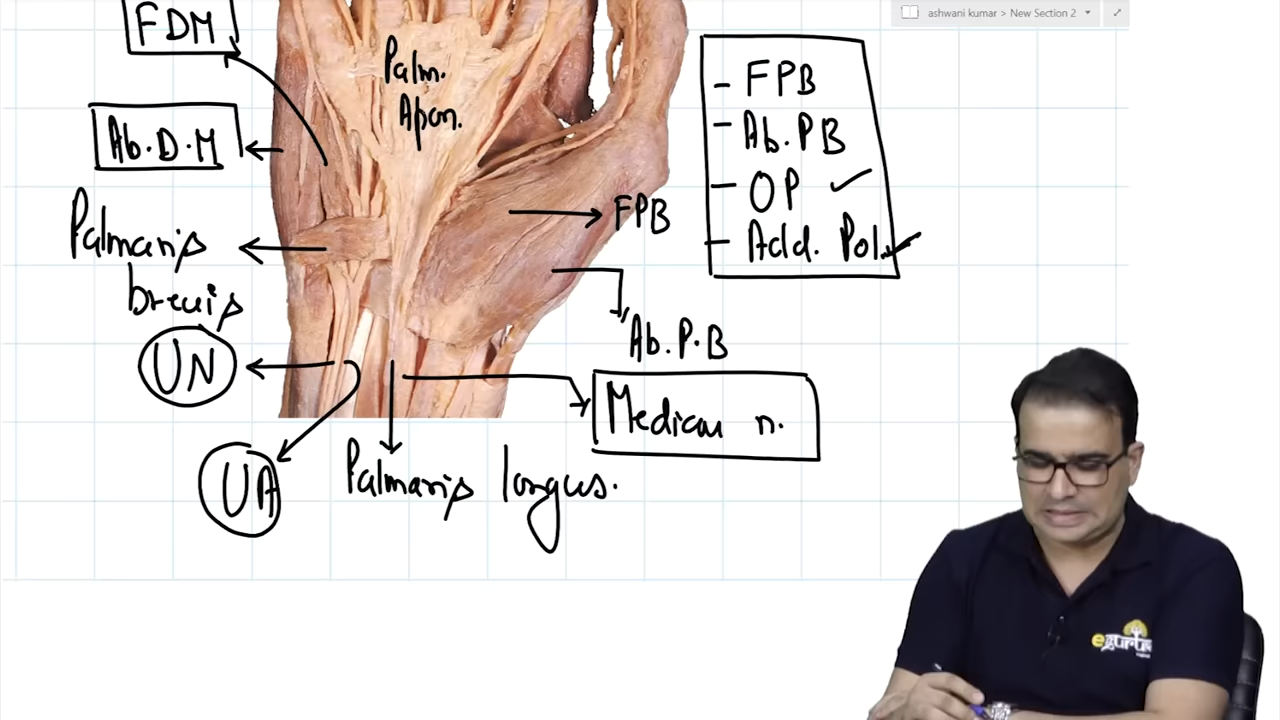 ashwani kumar > New Section 2
FDM
Palm.
Apon.
Ab.D.M
FPB
Ab.PB
OP
Add. Pol.
FPB
Palmaris
brevis
Ab.P.B
UN
Median n.
UA
Palmaris longus.
egurukul